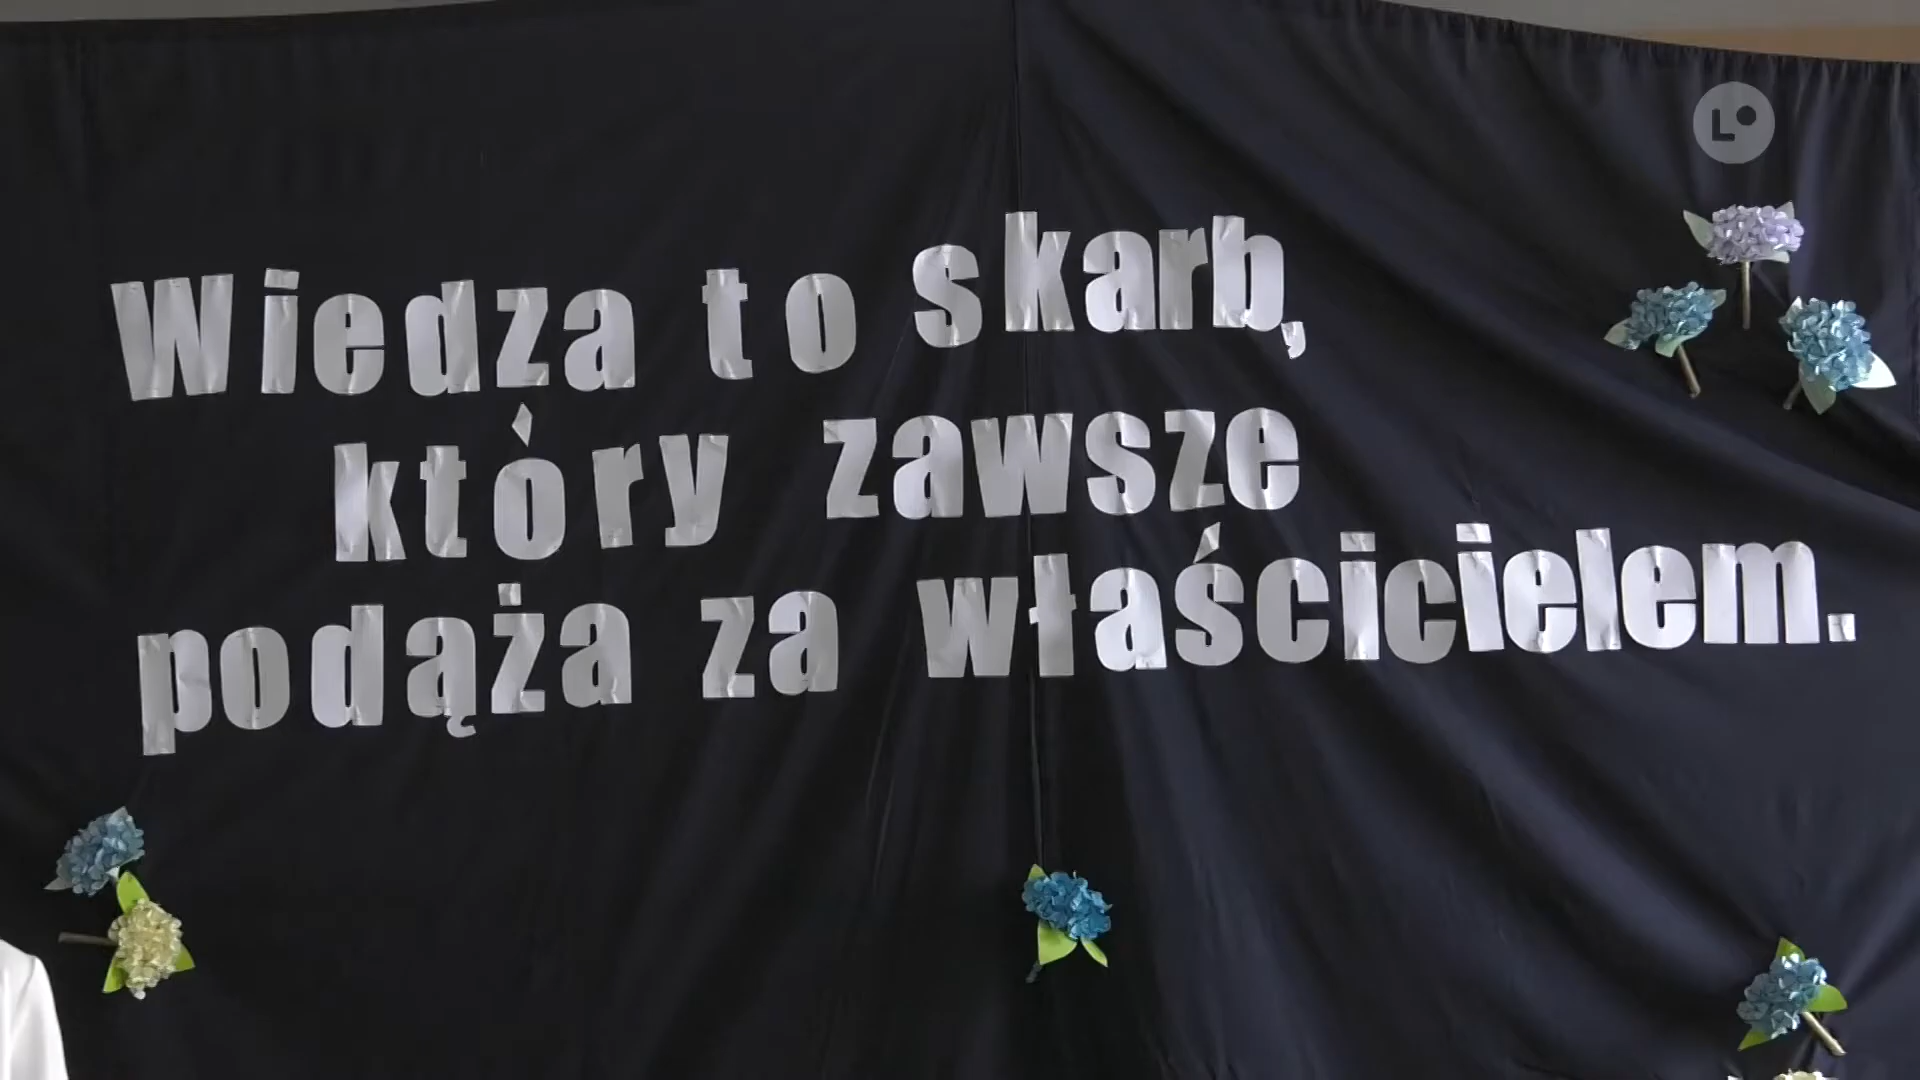 Wiedza to skarb,
który zawsze
podąża za właścicielem.
L